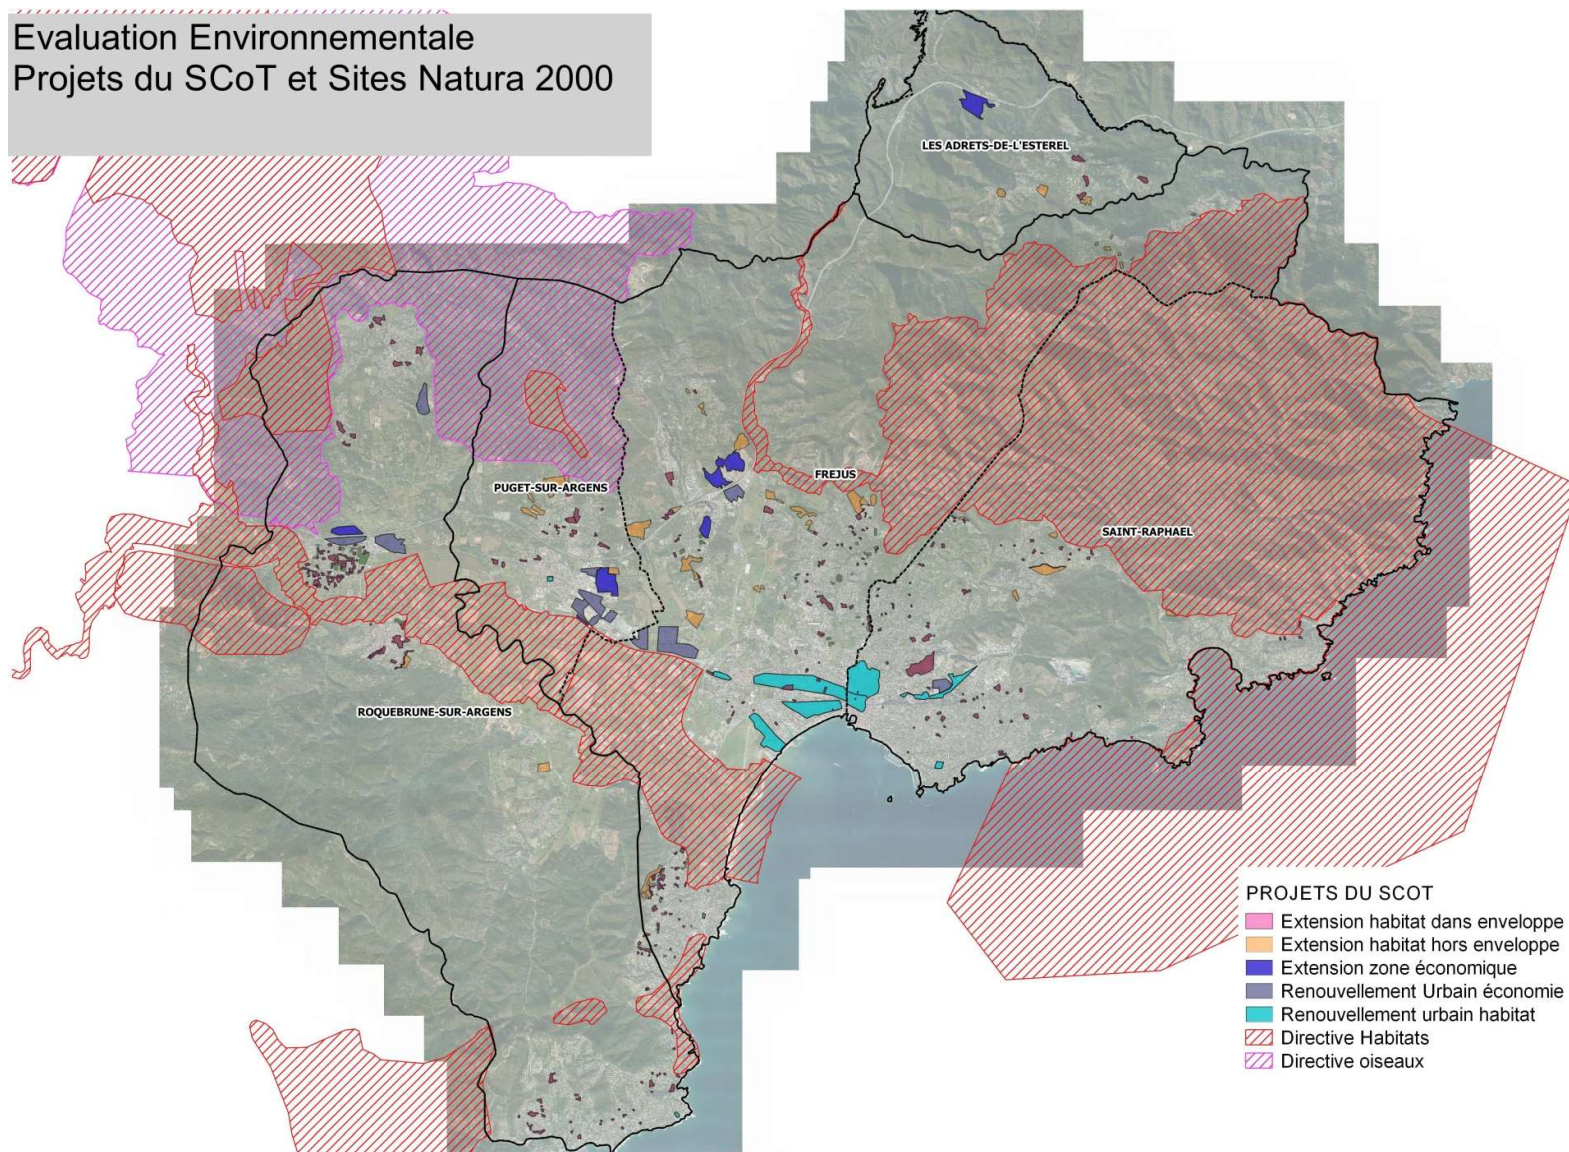 Evaluation Environnementale
Projets du SCoT et Sites Natura 2000
LES ADRETS-DE-L'ESTEREL
FREJUS
PUGET-SUR-ARGENS
SAINT-RAPHAEL
ROQUEBRUNE-SUR-ARGENS
PROJETS DU SCOT
Extension habitat dans enveloppe
Extension habitat hors enveloppe
Extension zone économique
Renouvellement Urbain économie
Renouvellement urbain habitat
Directive Habitats
Directive oiseaux